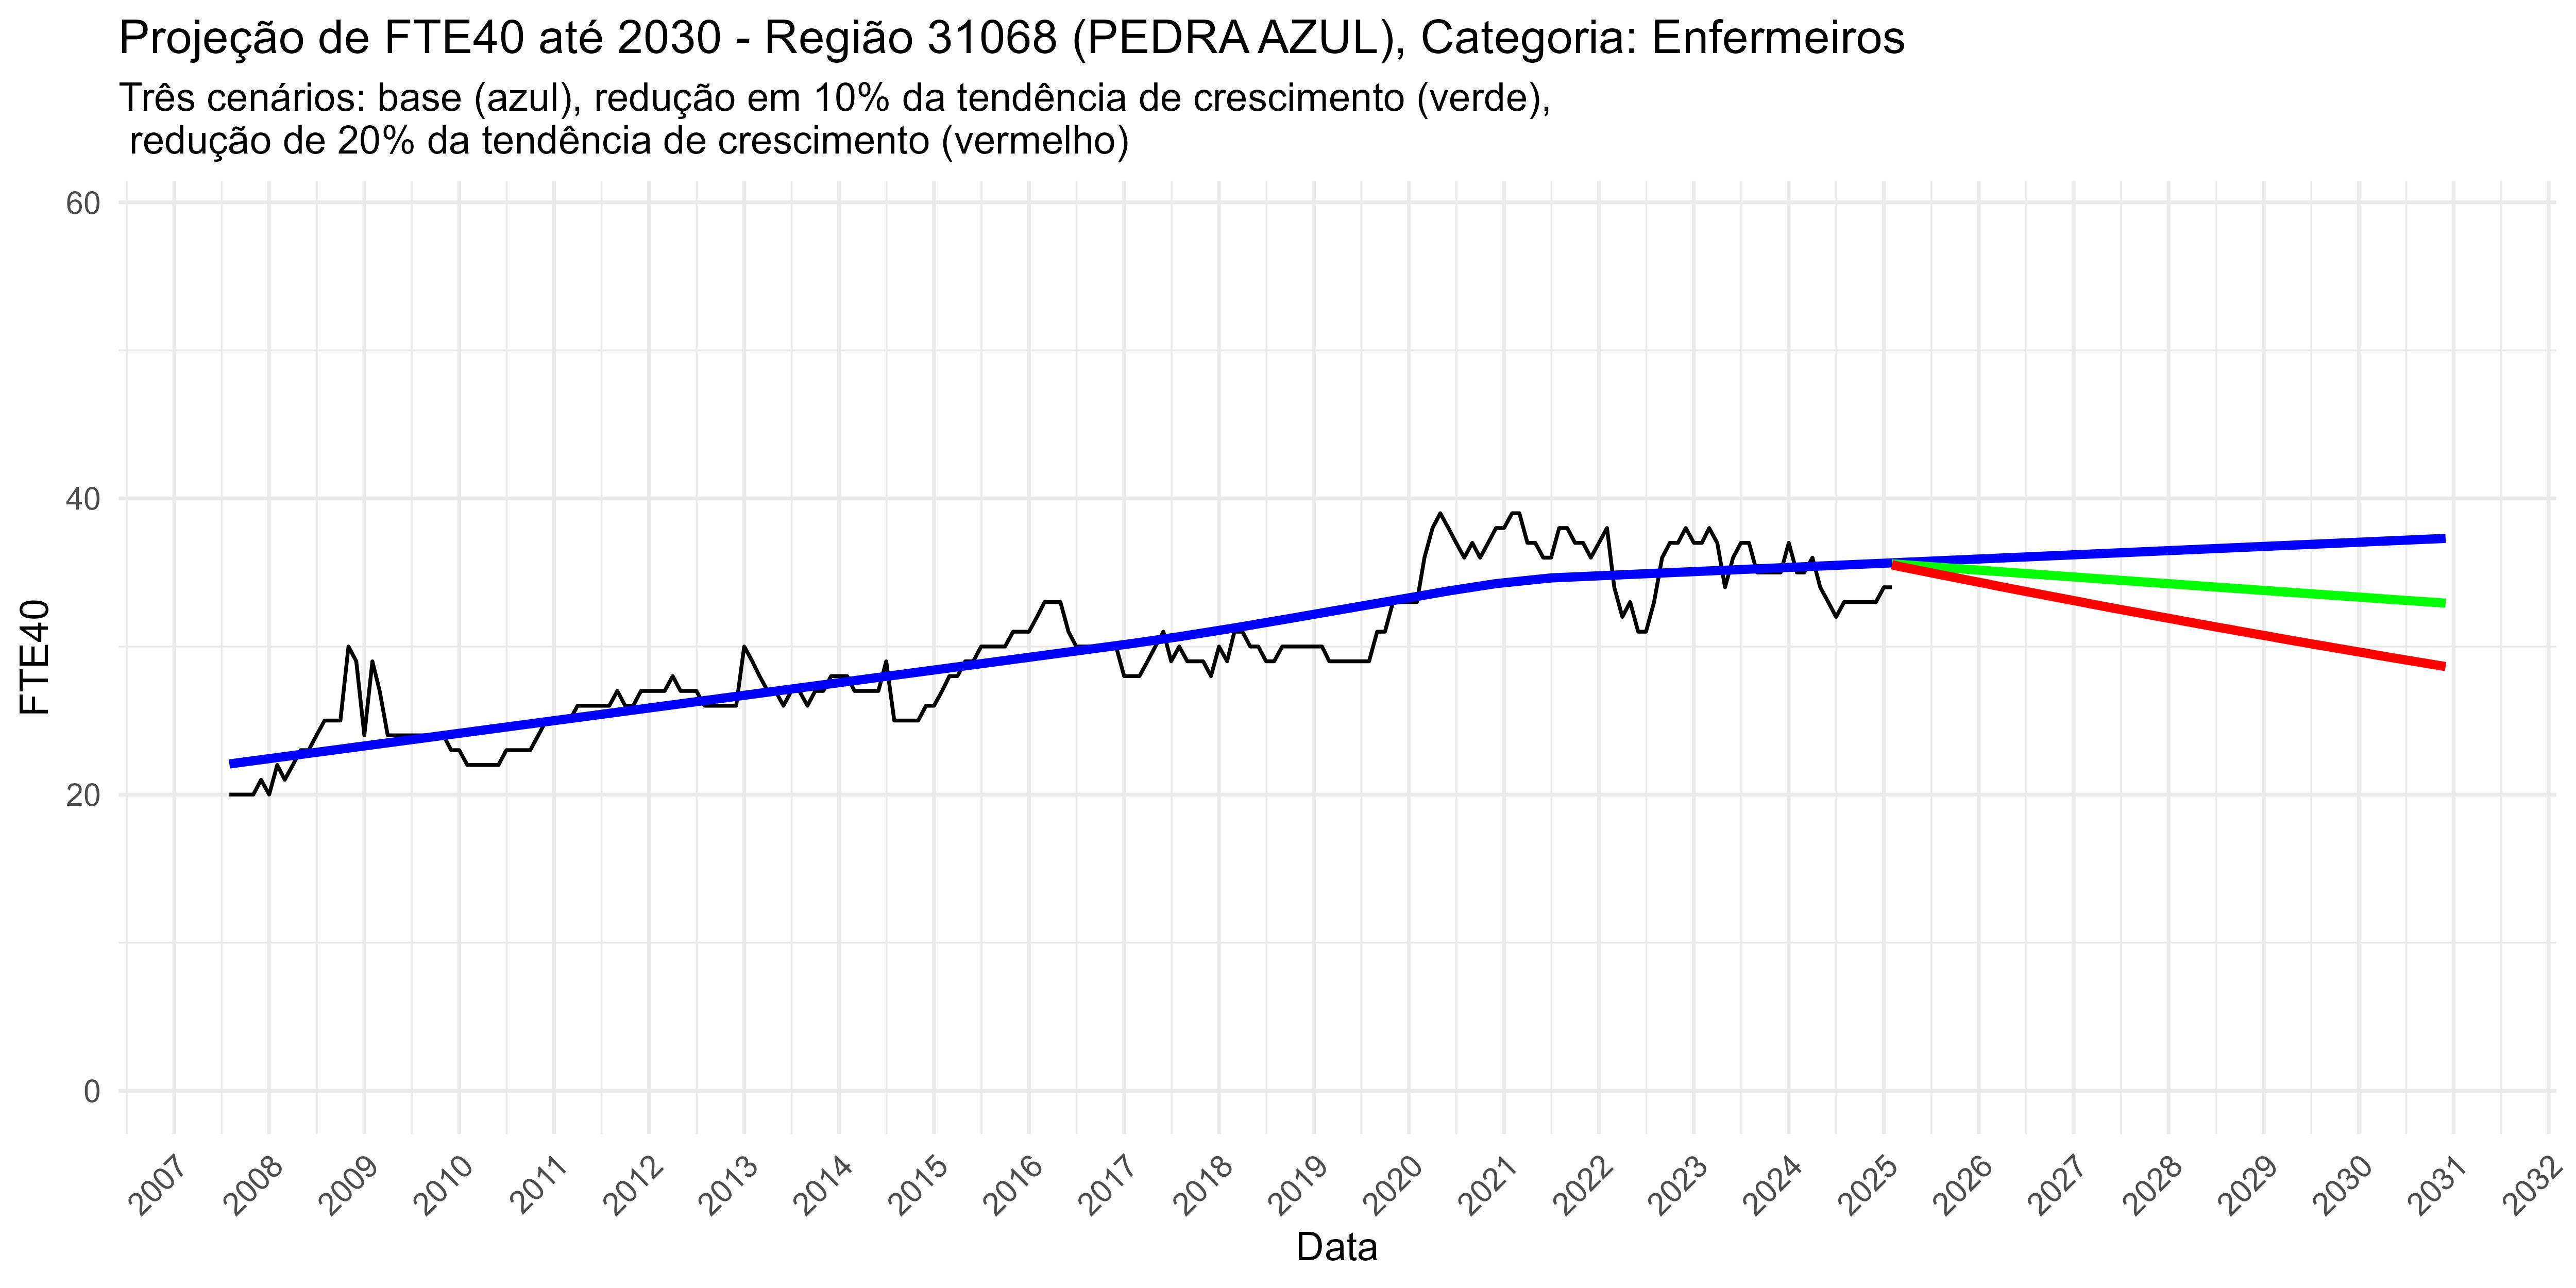 Projeção de FTE40 até 2030 - Região 31068 (PEDRA AZUL), Categoria: Enfermeiros
Três cenários: base (azul), redução em 10% da tendência de crescimento (verde),
redução de 20% da tendência de crescimento (vermelho)
60
40
20
0
FTE40
2007 2008 2009 2010 2011 2012 2013 2014 2015 2016 2017 2018 2019 2020 2021 2022 2023 2024 2025 2026 2027 2028 2029 2030 2031 2032
Data